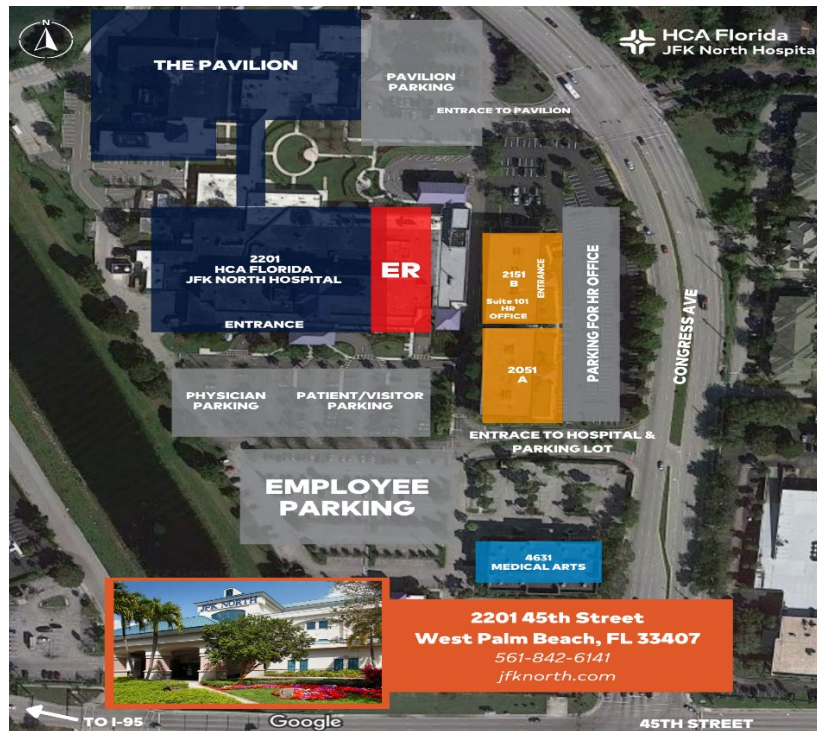 N
HCA Florida
JFK North Hospital
THE PAVILION
PAVILION
PARKING
ENTRACE TO PAVILION
2201
HCA FLORIDA
JFK NORTH HOSPITAL
ER
ENTRANCE
2151
B
Suite 101
HR
OFFICE
ENTRANCE
PARKING FOR HR OFFICE
CONGRESS AVE
2051
A
PHYSICIAN
PARKING
PATIENT/VISITOR
PARKING
ENTRACE TO HOSPITAL &
PARKING LOT
EMPLOYEE
PARKING
4631
MEDICAL ARTS
JFK NORTH
2201 45th Street
West Palm Beach, FL 33407
561-842-6141
jfknorth.com
TO I-95
Google
45TH STREET